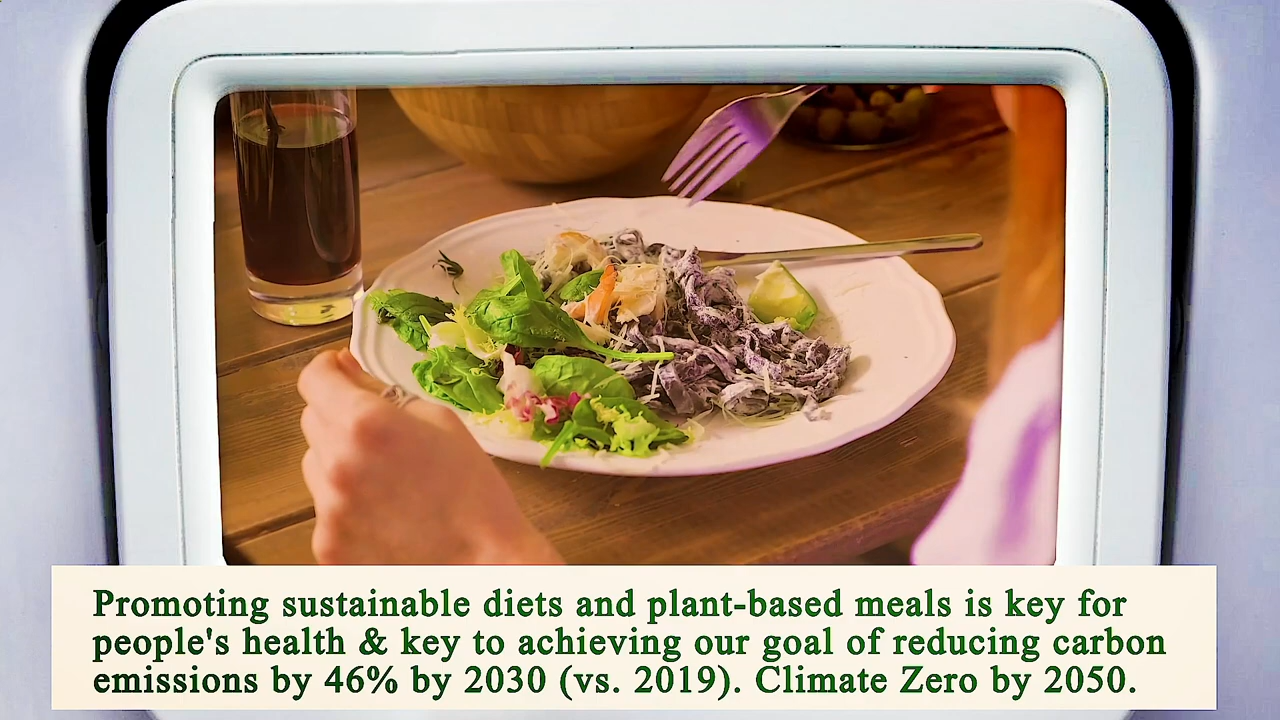 Promoting sustainable diets and plant-based meals is key for
people's health & key to achieving our goal of reducing carbon
emissions by 46% by 2030 (vs. 2019). Climate Zero by 2050.